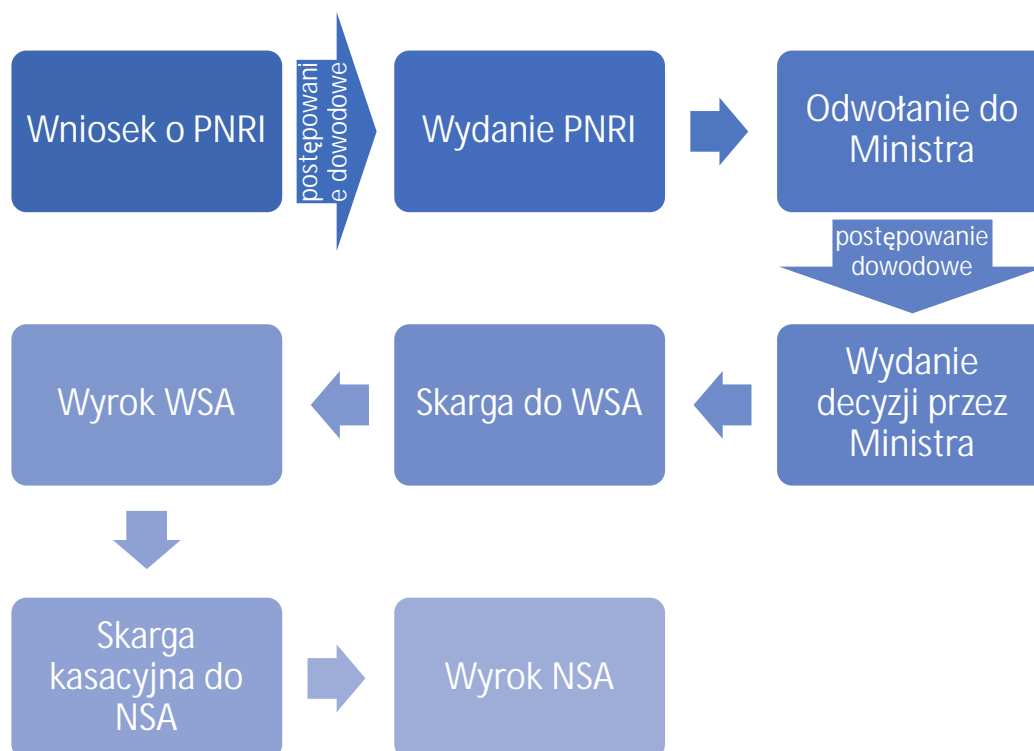 Wniosek o PNRI
postępowani
e dowodowe
Wydanie PNRI
Odwołanie do
Ministra
postępowanie
dowodowe
Wydanie
decyzji przez
Ministra
Skarga do WSA
Wyrok WSA
Skarga
kasacyjna do
NSA
Wyrok NSA